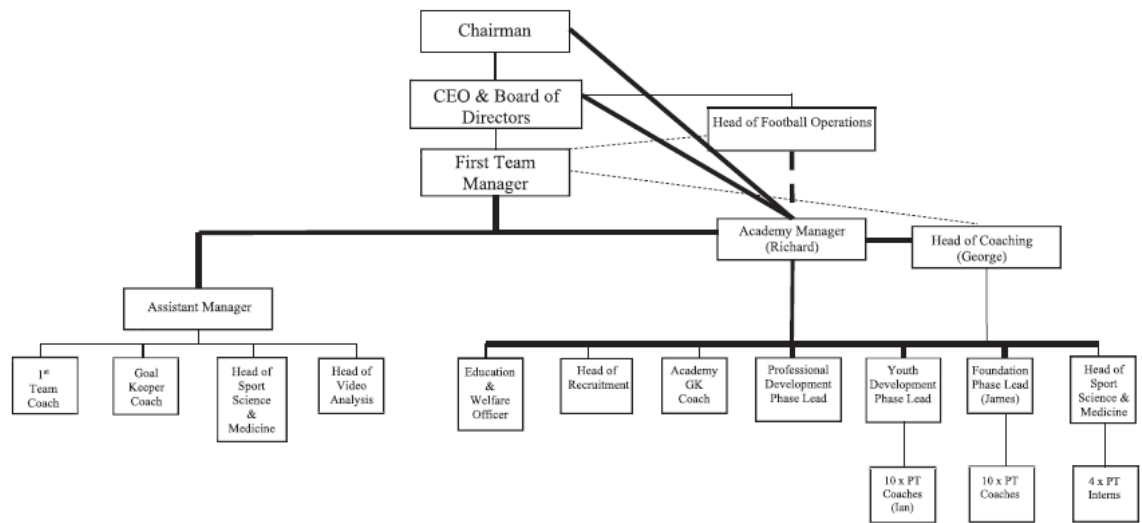 Chairman
CEO & Board of
Directors
Head of Football Operations
First Team
Manager
Academy Manager
(Richard)
Head of Coaching
(George)
Assistant Manager
1st
Team
Coach
Goal
Keeper
Coach
Head of
Sport
Science
&
Medicine
Head of
Video
Analysis
Education
&
Welfare
Officer
Head of
Recruitment
Academy
GK
Coach
Professional
Development
Phase Lead
Youth
Development
Phase Lead
Foundation
Phase Lead
(James)
Head of
Sport
Science &
Medicine
10 x PT
Coaches
(Ian)
10 x PT
Coaches
4 x PT
Interns